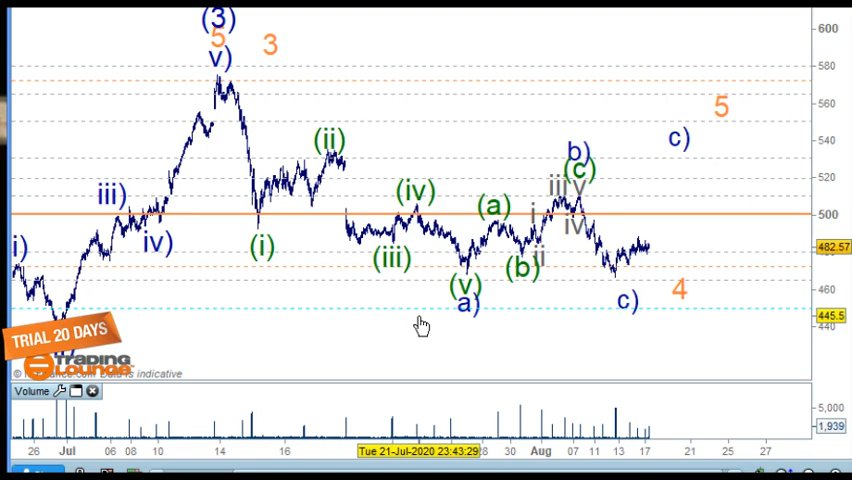 (3)
5
3
v)
600
580
560
540
520
500
482.57
460
445.5
440
5
c)
b)
(c)
iii
v
(ii)
iii)
(iv)
(a)
i
iv
i)
iv)
(i)
(iii)
(b)
ii
(v)
a)
c)
4
TRIAL 20 DAYS
TRADING
LOUNGE
Data is indicative
Volume
5,000
1,939
26 Jul 06 08 10 14 16 Tue 21-Jul-2020 23:43:29 28 30 Aug 07 11 13 17 21 25 27